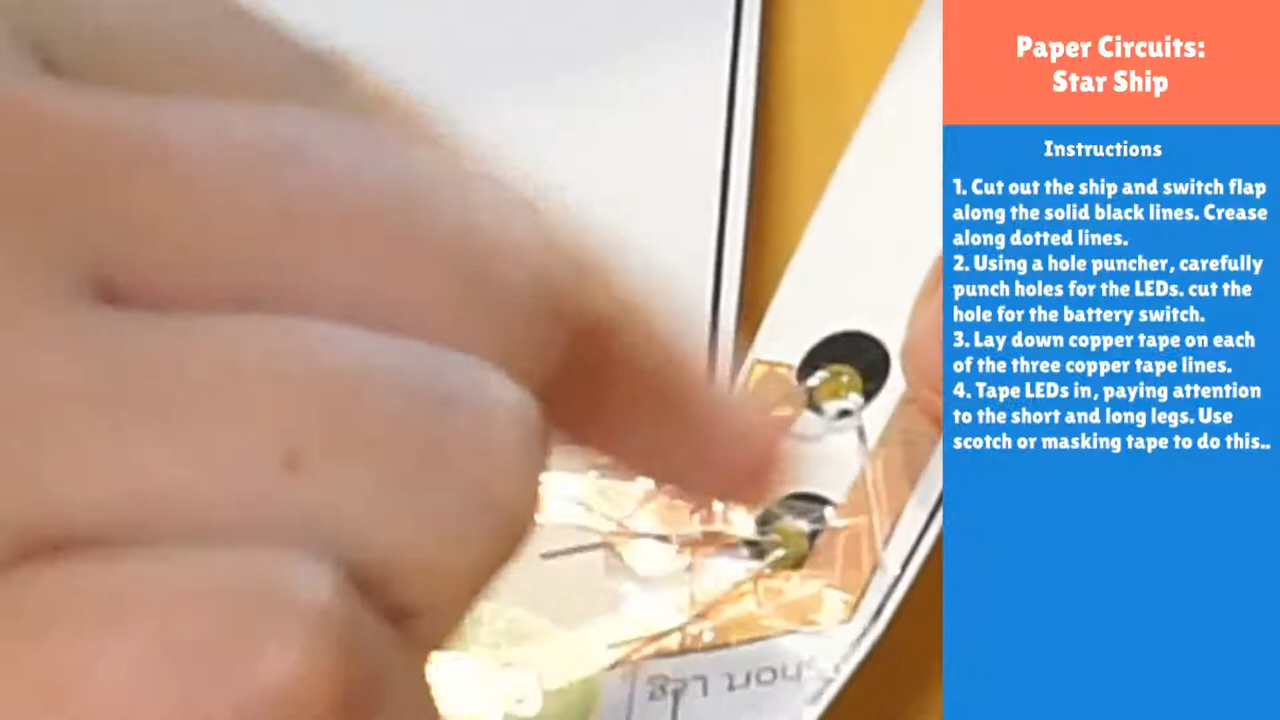 Paper Circuits:
Star Ship
Instructions
1. Cut out the ship and switch flap
along the solid black lines. Crease
along dotted lines.
2. Using a hole puncher, carefully
punch holes for the LEDs. cut the
hole for the battery switch.
3. Lay down copper tape on each
of the three copper tape lines.
4. Tape LEDs in, paying attention
to the short and long legs. Use
scotch or masking tape to do this..
Short Leg